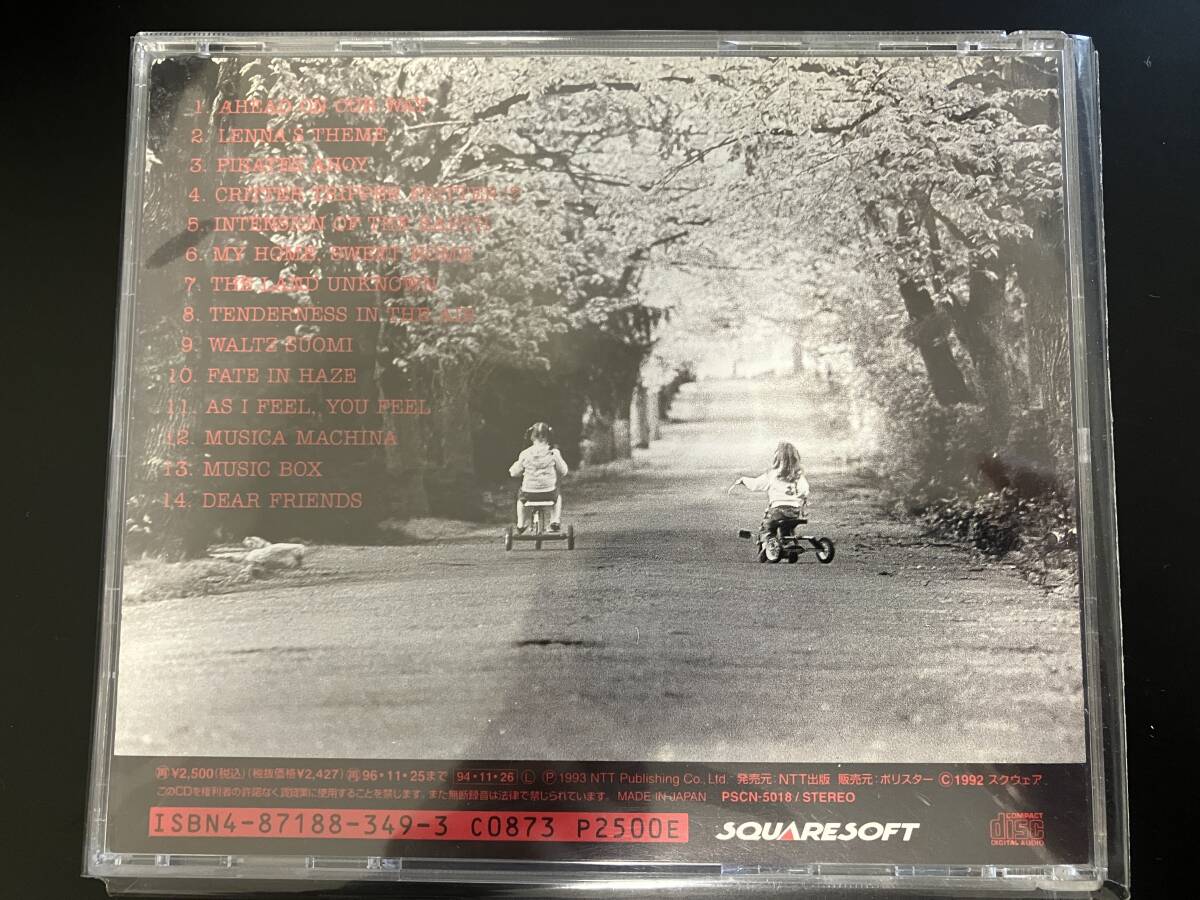 1. AHEAD ON OUR WAY
2. LENNA'S THEME
3. PIRATES AHOY
4. CRITTER TRIPPER FRITTER!?
5. INTENSION OF THE EARTH
6. MY HOME, SWEET HOME
7. THE LAND UNKNOWN
8. TENDERNESS IN THE AIR
9. WALTZ SUOMI
10. FATE IN HAZE
11. AS I FEEL, YOU FEEL
12. MUSICA MACHINA
13. MUSIC BOX
14. DEAR FRIENDS
再 ¥2,500(税込)(税抜価格¥2,427) 再 96・11・25まで 94・11・26 Ⓛ Ⓟ1993 NTT Publishing Co., Ltd. 発売元:NTT出版 販売元:ポリスター ©1992 スクウェア
このCDを権利者の許諾なく賃貸業に使用することを禁じます。また無断録音は法律で禁じられています。 MADE IN JAPAN PSCN-5018 / STEREO
ISBN4-87188-349-3 C0873 P2500E
SQUARESOFT
COMPACT
disc
DIGITAL AUDIO